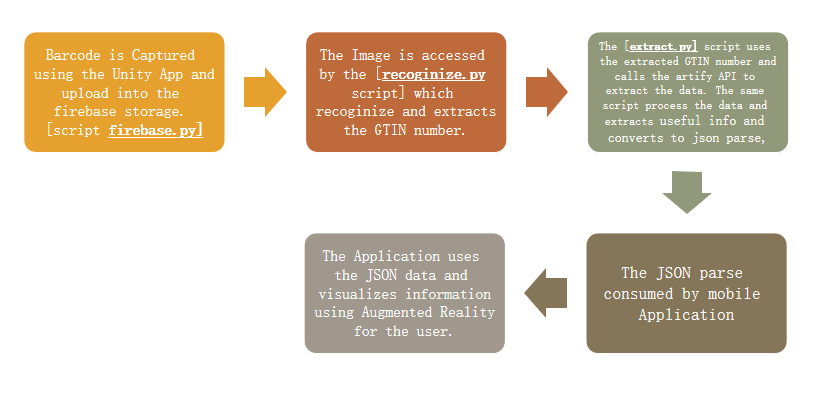 Barcode is Captured
using the Unity App and
upload into the
firebase storage.
[script firebase.py]
The Image is accessed
by the [recoginize.py
script] which
recoginize and extracts
the GTIN number.
The [extract.py] script uses
the extracted GTIN number and
calls the artify API to
extract the data. The same
script process the data and
extracts useful info and
converts to json parse,
The JSON parse
consumed by mobile
Application
The Application uses
the JSON data and
visualizes information
using Augmented Reality
for the user.